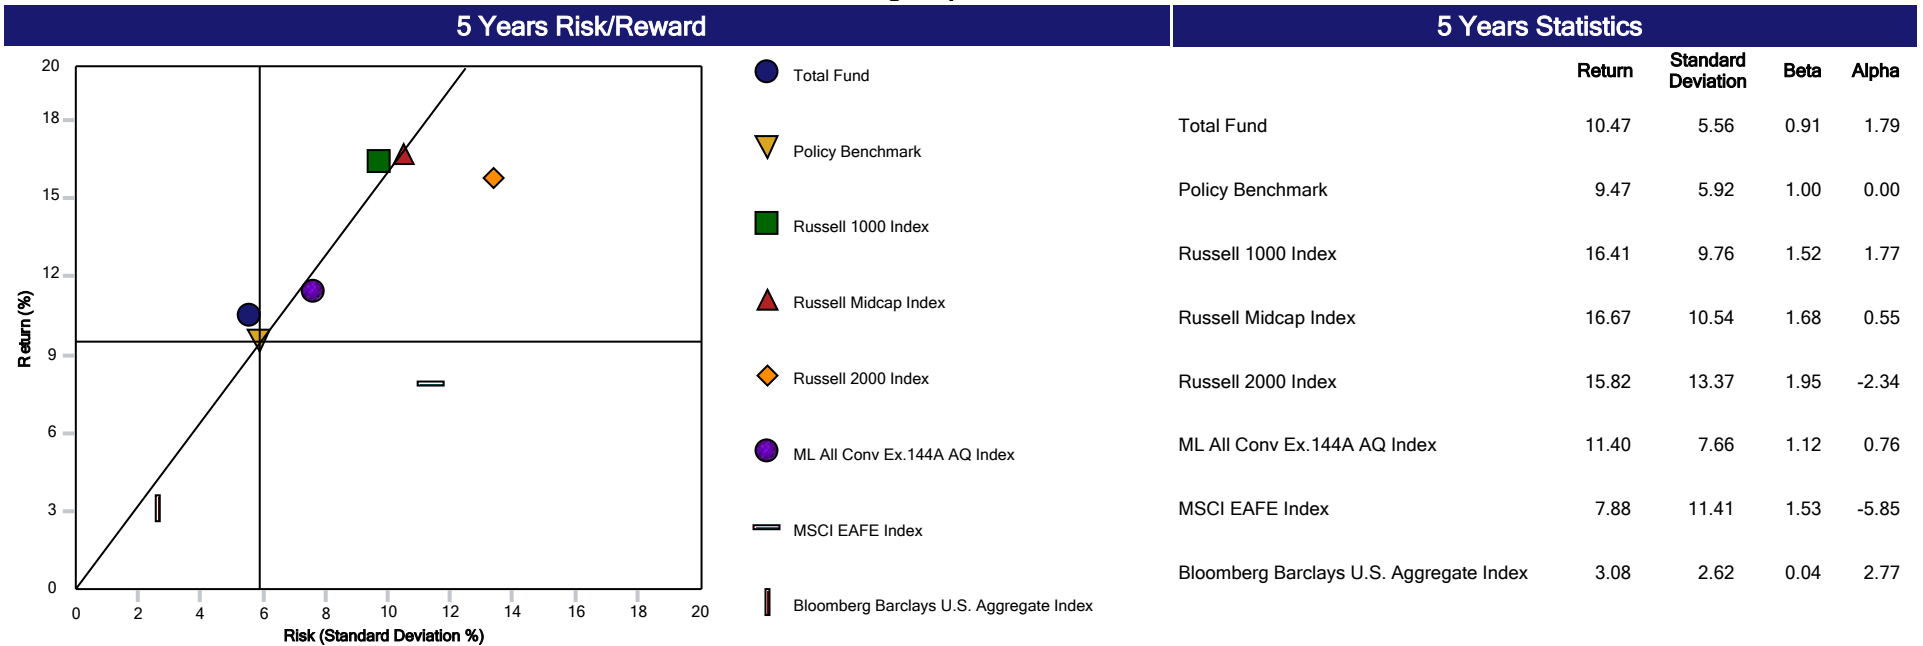 5 Years Risk/Reward
20
18
15
12
9
6
3
0
Return (%)
0 2 4 6 8 10 12 14 16 18 20
Risk (Standard Deviation %)
Total Fund
Policy Benchmark
Russell 1000 Index
Russell Midcap Index
Russell 2000 Index
ML All Conv Ex.144A AQ Index
MSCI EAFE Index
Bloomberg Barclays U.S. Aggregate Index
5 Years Statistics
Return Standard Deviation Beta Alpha
Total Fund 10.47 5.56 0.91 1.79
Policy Benchmark 9.47 5.92 1.00 0.00
Russell 1000 Index 16.41 9.76 1.52 1.77
Russell Midcap Index 16.67 10.54 1.68 0.55
Russell 2000 Index 15.82 13.37 1.95 -2.34
ML All Conv Ex.144A AQ Index 11.40 7.66 1.12 0.76
MSCI EAFE Index 7.88 11.41 1.53 -5.85
Bloomberg Barclays U.S. Aggregate Index 3.08 2.62 0.04 2.77